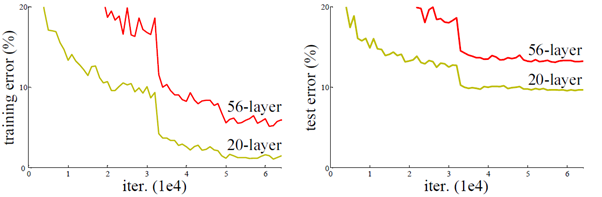 training error (%)
20
10
0
0 1 2 3 4 5 6
iter. (1e4)
56-layer
20-layer
test error (%)
20
10
0
0 1 2 3 4 5 6
iter. (1e4)
56-layer
20-layer